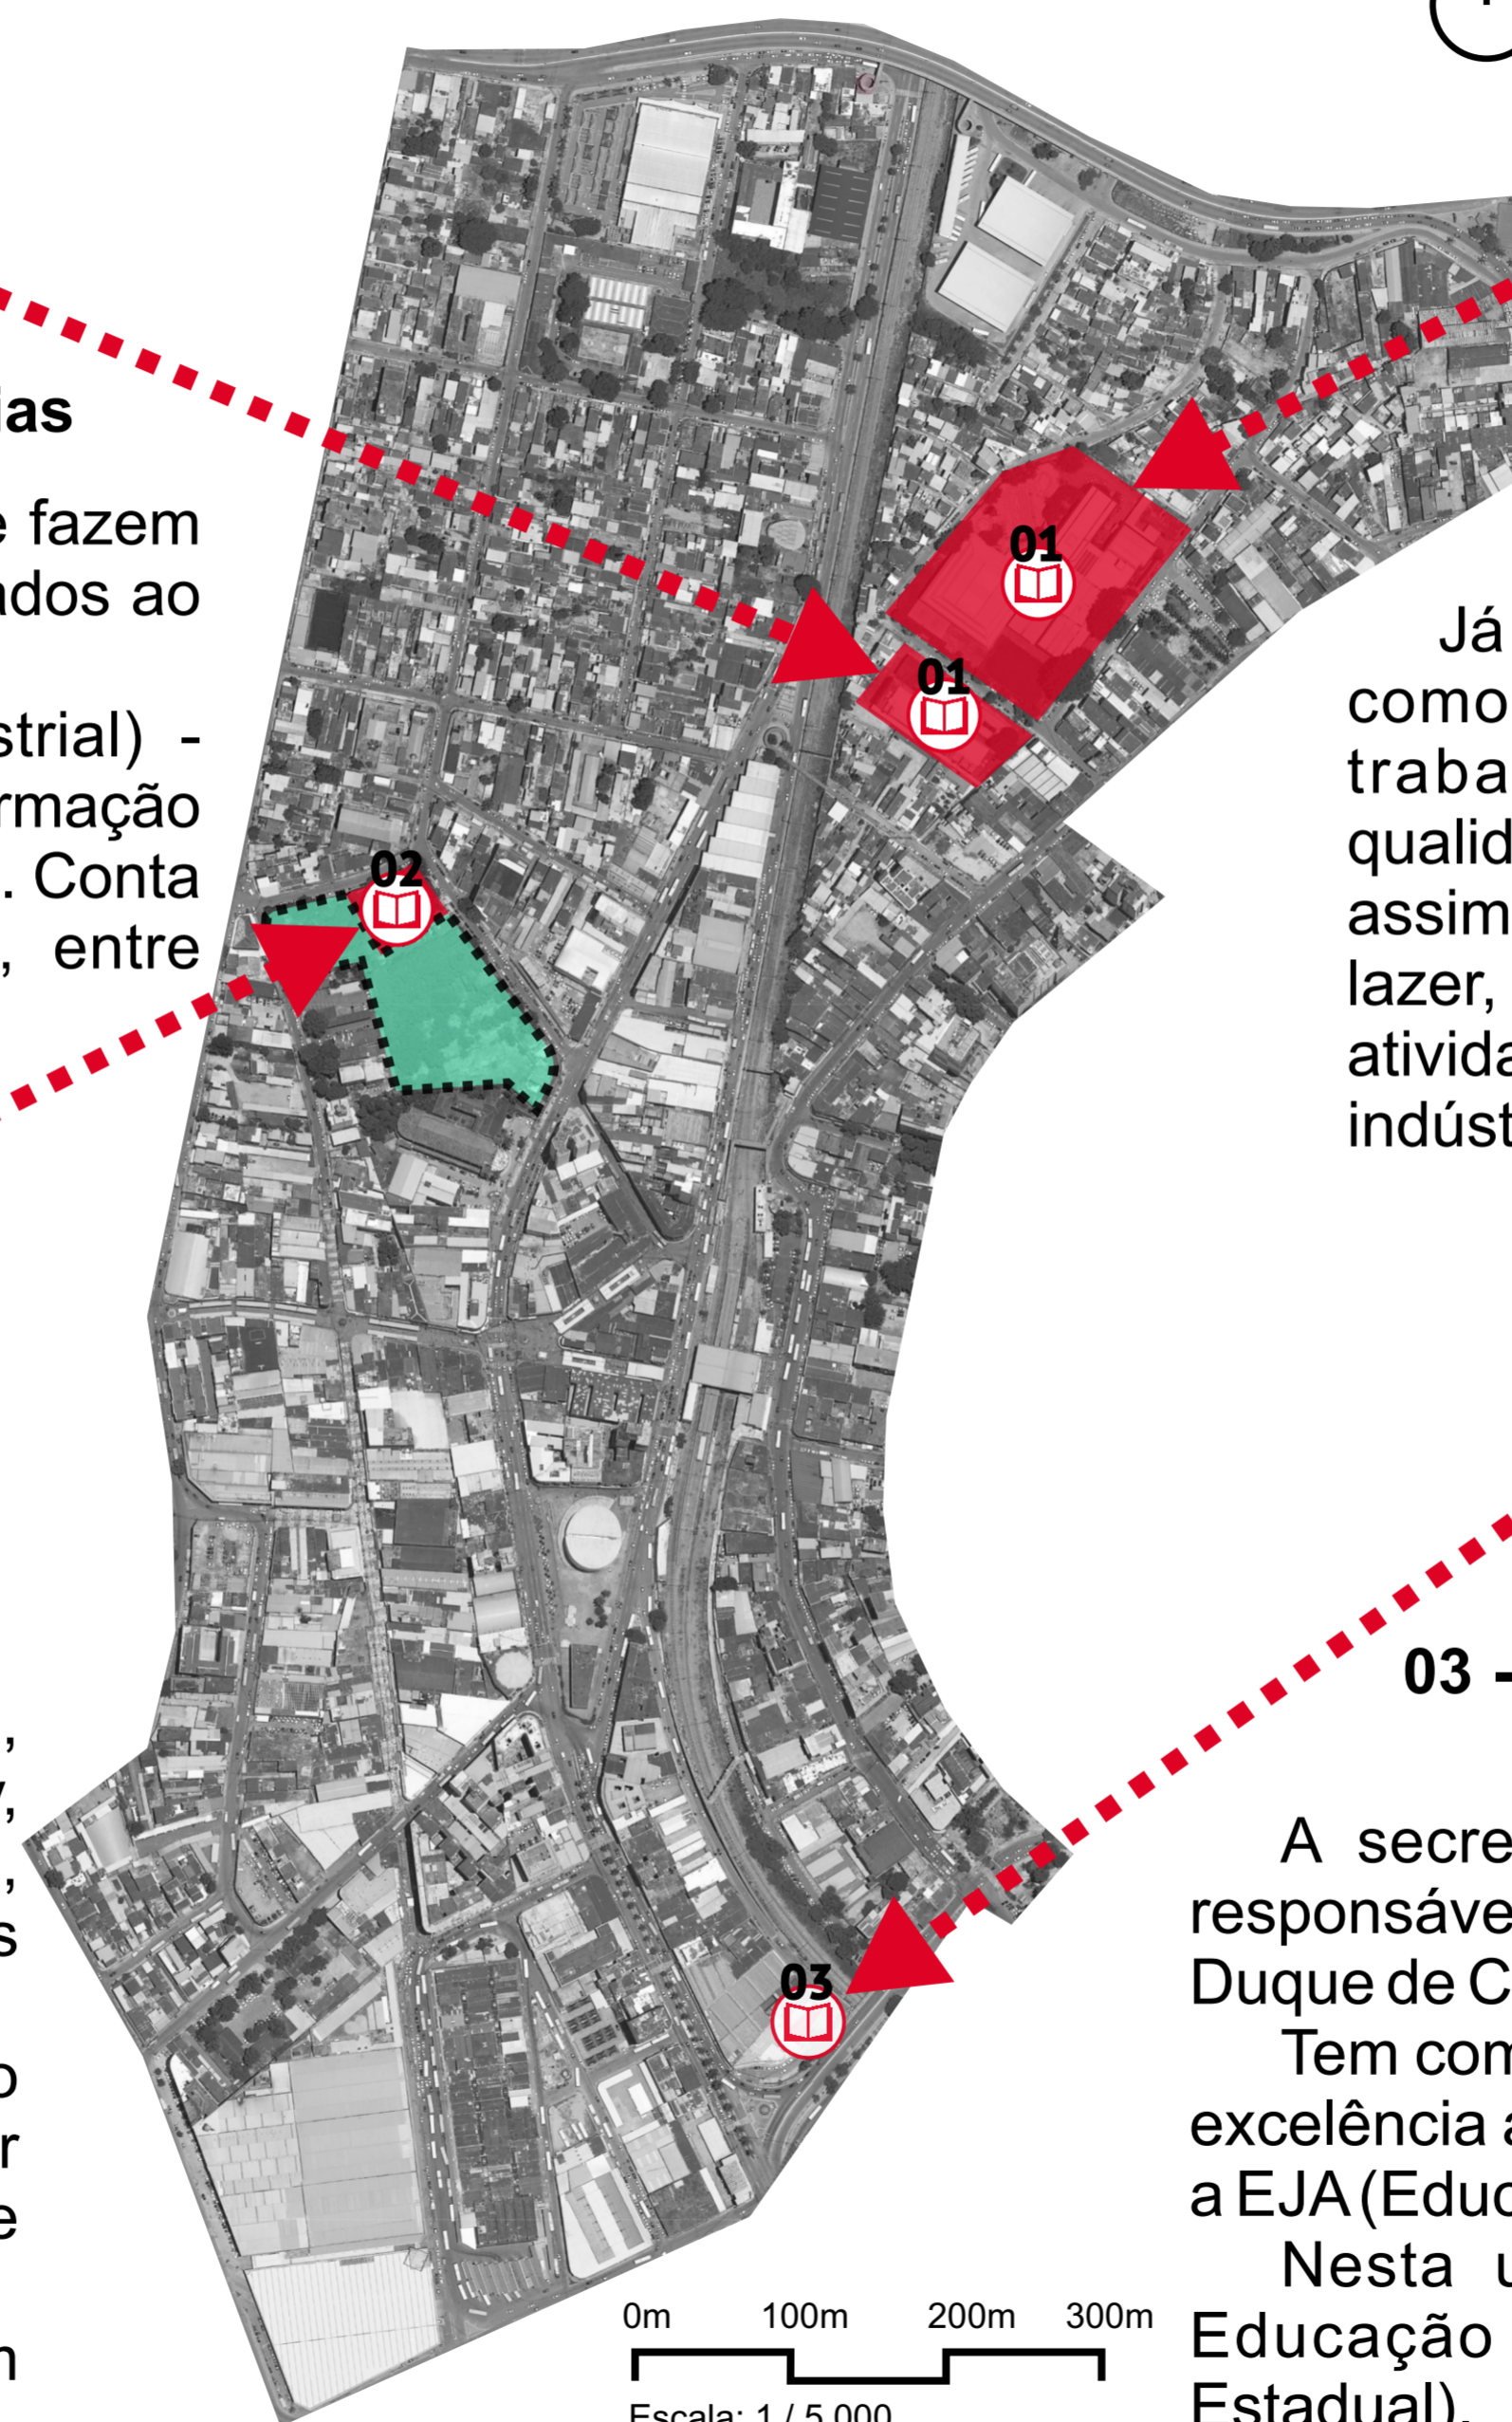 ias
e fazem
ados ao
strial) -
rmação
. Conta
, entre
01
01
02
Já
como
traba
qualid
assim
lazer,
ativida
indúst
,
,
s
o
r
e
n
03 -
A secre
responsáve
Duque de C
Tem com
excelência a
a EJA (Educ
Nesta u
Educação
Estadual).
03
0m 100m 200m 300m
Escala: 1 / 5.000